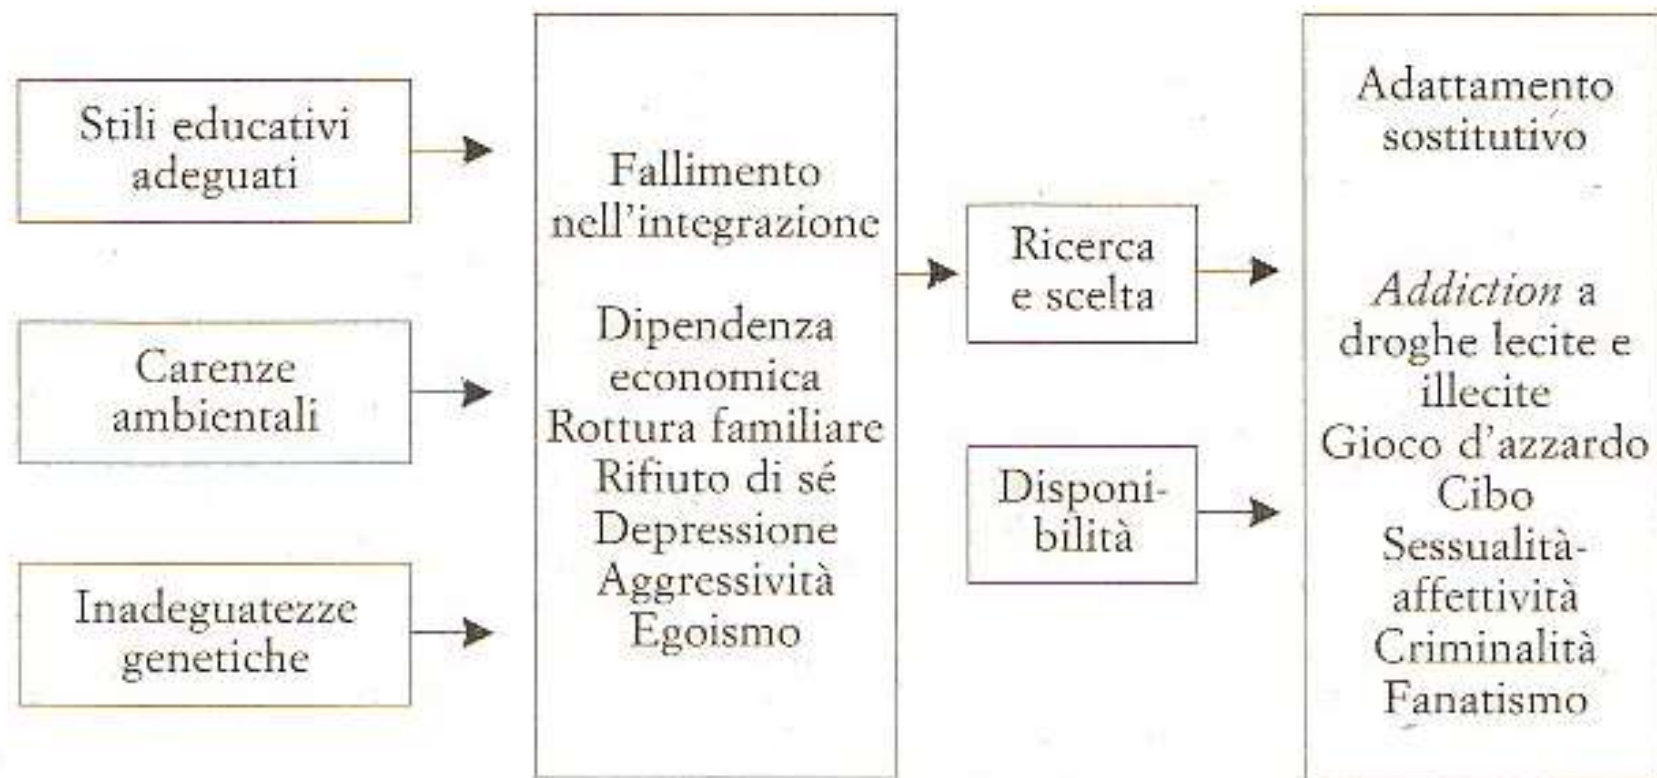 Stili educativi
adeguati
Carenze
ambientali
Inadeguatezze
genetiche
Fallimento
nell'integrazione
Dipendenza
economica
Rottura familiare
Rifiuto di sé
Depressione
Aggressività
Egoismo
Ricerca
e scelta
Disponi-
bilità
Adattamento
sostitutivo
Addiction a
droghe lecite e
illecite
Gioco d'azzardo
Cibo
Sessualità-
affettività
Criminalità
Fanatismo